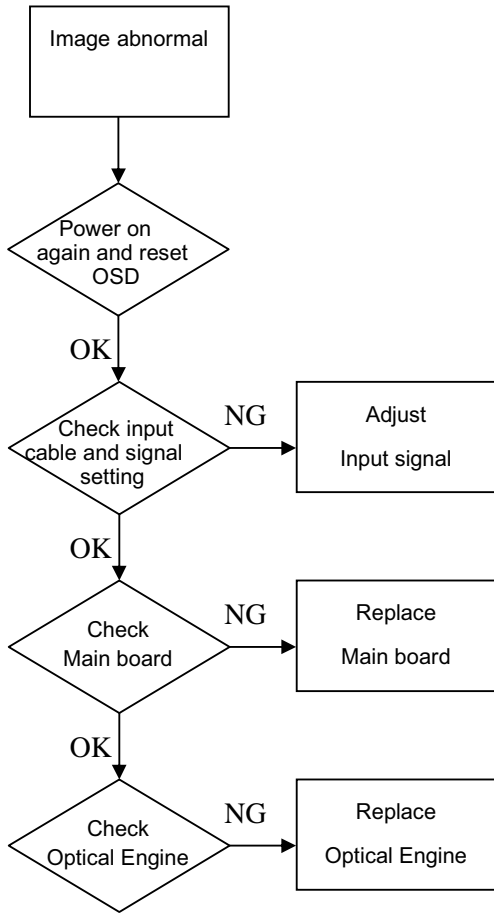 Image abnormal
Power on
again and reset
OSD
OK
Check input
cable and signal
setting
NG
Adjust
Input signal
OK
Check
Main board
NG
Replace
Main board
OK
Check
Optical Engine
NG
Replace
Optical Engine